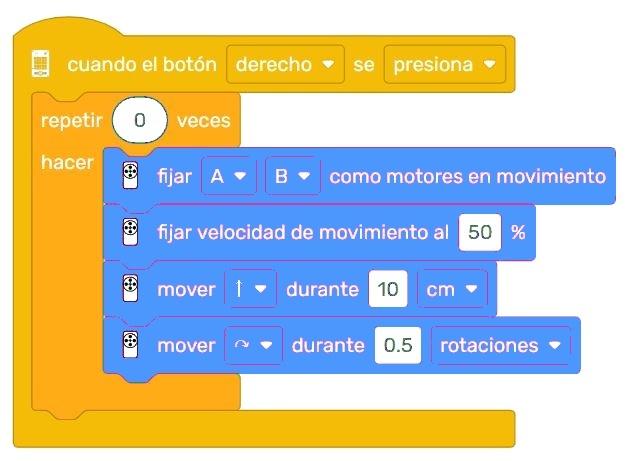 cuando el botón derecho se presiona
repetir 0 veces
hacer
fijar A B como motores en movimiento
fijar velocidad de movimiento al 50 %
mover ↑ durante 10 cm
mover ↷ durante 0.5 rotaciones